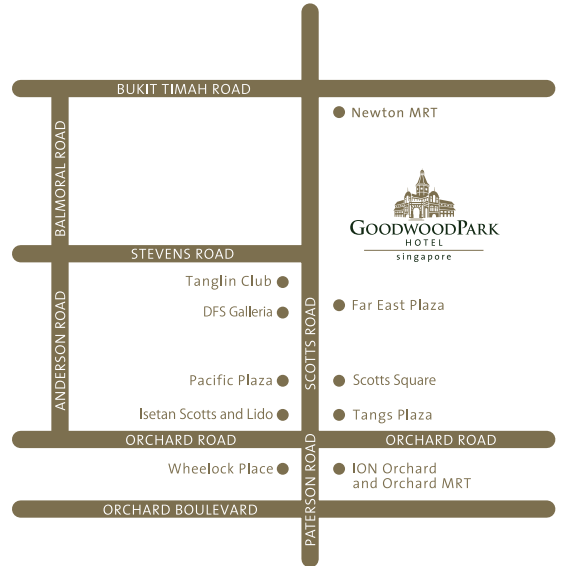 BUKIT TIMAH ROAD
Newton MRT
BALMORAL ROAD
GOODWOODPARK
HOTEL
singapore
STEVENS ROAD
Tanglin Club
DFS Galleria
Far East Plaza
ANDERSON ROAD
SCOTTS ROAD
Pacific Plaza
Scotts Square
Isetan Scotts and Lido
Tangs Plaza
ORCHARD ROAD
ORCHARD ROAD
Wheelock Place
ION Orchard
and Orchard MRT
PATERSON ROAD
ORCHARD BOULEVARD